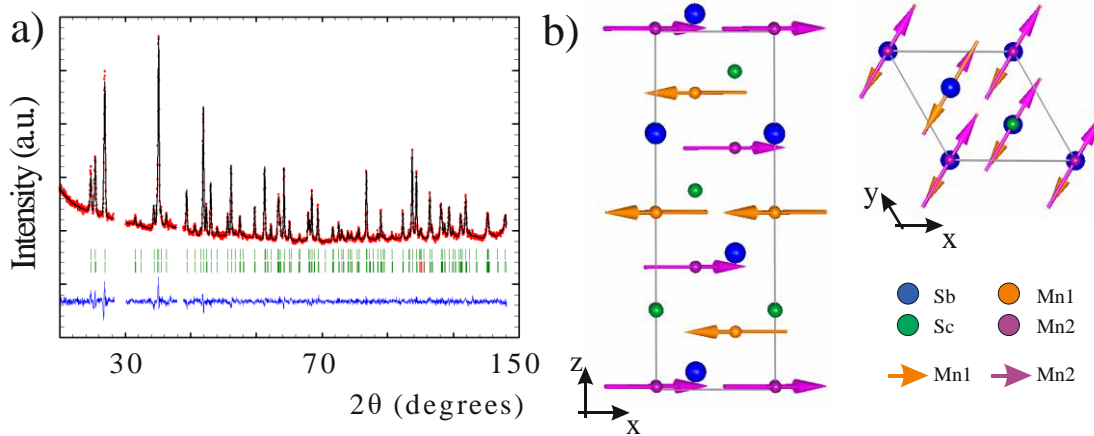 a)
Intensity (a.u.)
30
70
150
2θ (degrees)
b)
z
x
y
x
Sb
Mn1
Sc
Mn2
Mn1
Mn2